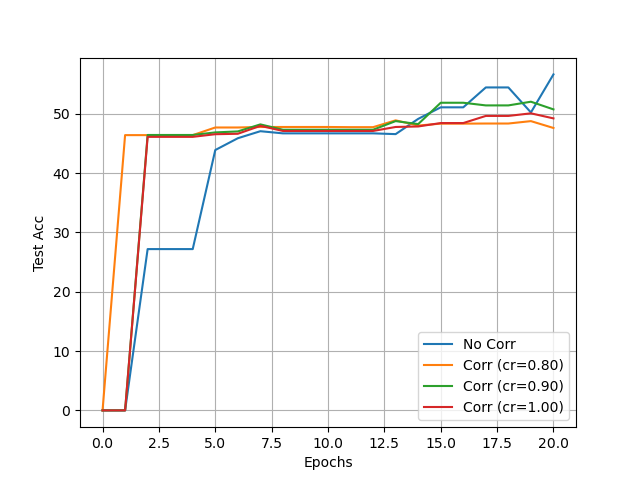 50
40
30
20
10
0
Test Acc
No Corr
Corr (cr=0.80)
Corr (cr=0.90)
Corr (cr=1.00)
0.0 2.5 5.0 7.5 10.0 12.5 15.0 17.5 20.0
Epochs